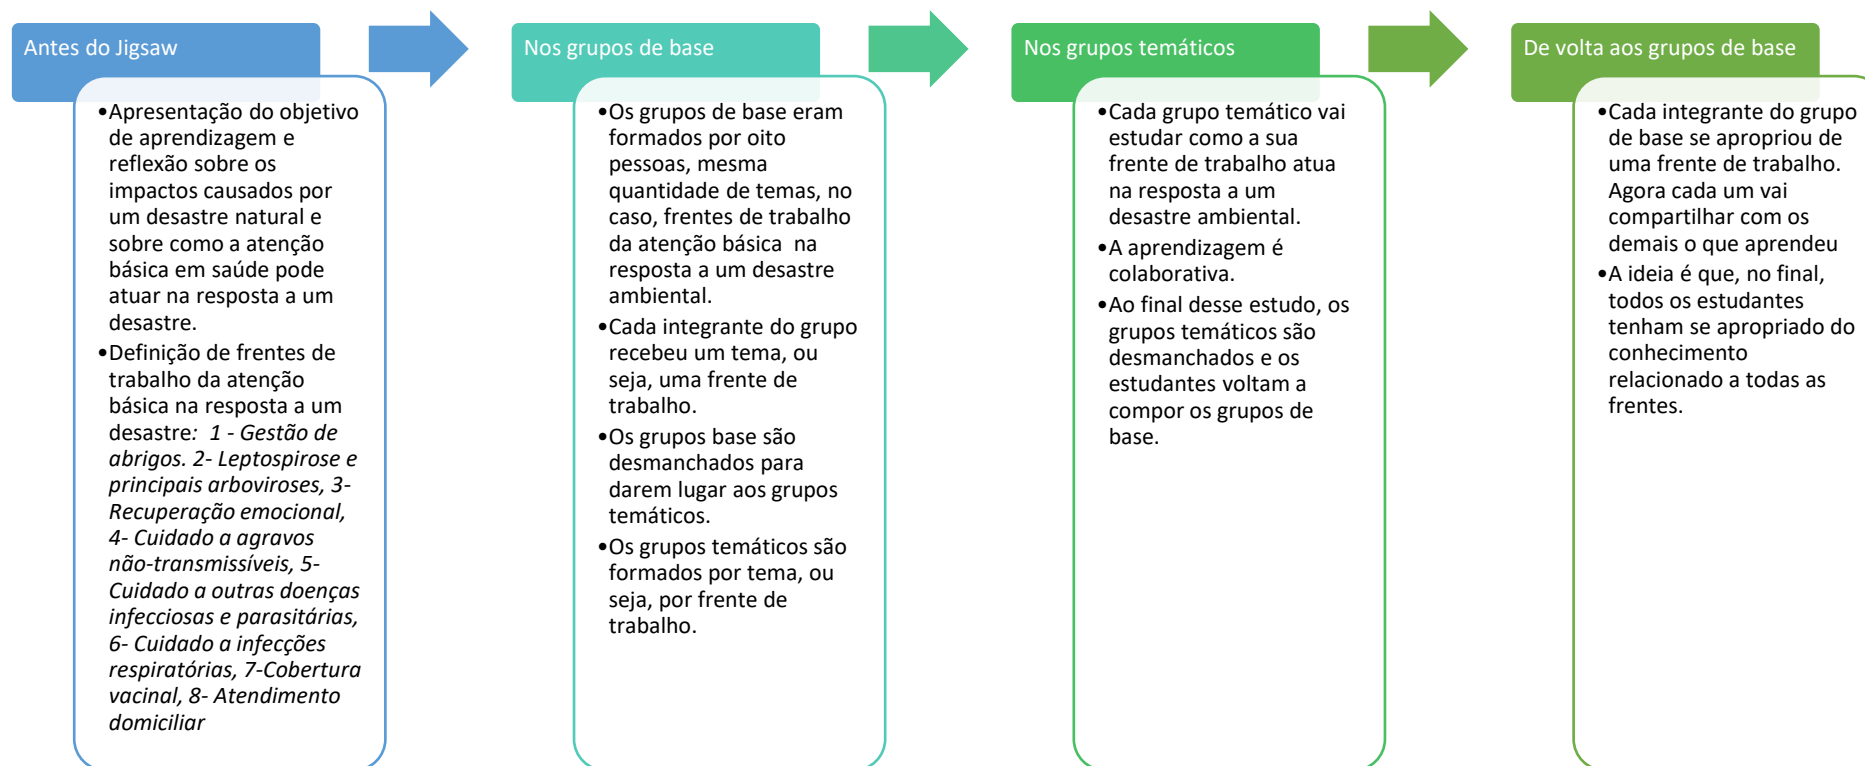 Antes do Jigsaw
•Apresentação do objetivo
de aprendizagem e
reflexão sobre os
impactos causados por
um desastre natural e
sobre como a atenção
básica em saúde pode
atuar na resposta a um
desastre.
•Definição de frentes de
trabalho da atenção
básica na resposta a um
desastre: 1 - Gestão de
abrigos. 2- Leptospirose e
principais arboviroses, 3-
Recuperação emocional,
4- Cuidado a agravos
não-transmissíveis, 5-
Cuidado a outras doenças
infecciosas e parasitárias,
6- Cuidado a infecções
respiratórias, 7-Cobertura
vacinal, 8- Atendimento
domiciliar
Nos grupos de base
•Os grupos de base eram
formados por oito
pessoas, mesma
quantidade de temas, no
caso, frentes de trabalho
da atenção básica  na
resposta a um desastre
ambiental.
•Cada integrante do grupo
recebeu um tema, ou
seja, uma frente de
trabalho.
•Os grupos base são
desmanchados para
darem lugar aos grupos
temáticos.
•Os grupos temáticos são
formados por tema, ou
seja, por frente de
trabalho.
Nos grupos temáticos
•Cada grupo temático vai
estudar como a sua
frente de trabalho atua
na resposta a um
desastre ambiental.
•A aprendizagem é
colaborativa.
•Ao final desse estudo, os
grupos temáticos são
desmanchados e os
estudantes voltam a
compor os grupos de
base.
De volta aos grupos de base
•Cada integrante do grupo
de base se apropriou de
uma frente de trabalho.
Agora cada um vai
compartilhar com os
demais o que aprendeu
•A ideia é que, no final,
todos os estudantes
tenham se apropriado do
conhecimento
relacionado a todas as
frentes.